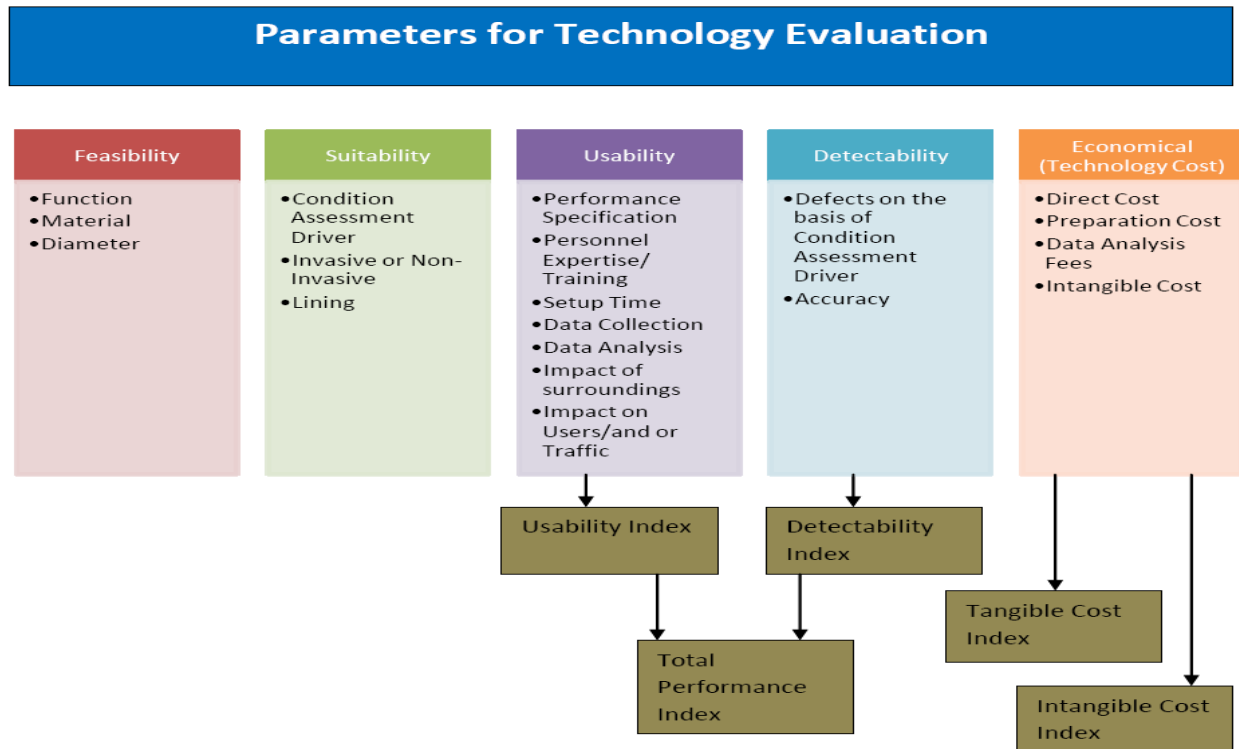 Parameters for Technology Evaluation
Feasibility
•Function
•Material
•Diameter
Suitability
•Condition
Assessment
Driver
•Invasive or Non-
Invasive
•Lining
Usability
•Performance
Specification
•Personnel
Expertise/
Training
•Setup Time
•Data Collection
•Data Analysis
•Impact of
surroundings
•Impact on
Users/and or
Traffic
Detectability
•Defects on the
basis of
Condition
Assessment
Driver
•Accuracy
Economical
(Technology Cost)
•Direct Cost
•Preparation Cost
•Data Analysis
Fees
•Intangible Cost
Usability Index
Detectability
Index
Tangible Cost
Index
Total
Performance
Index
Intangible Cost
Index